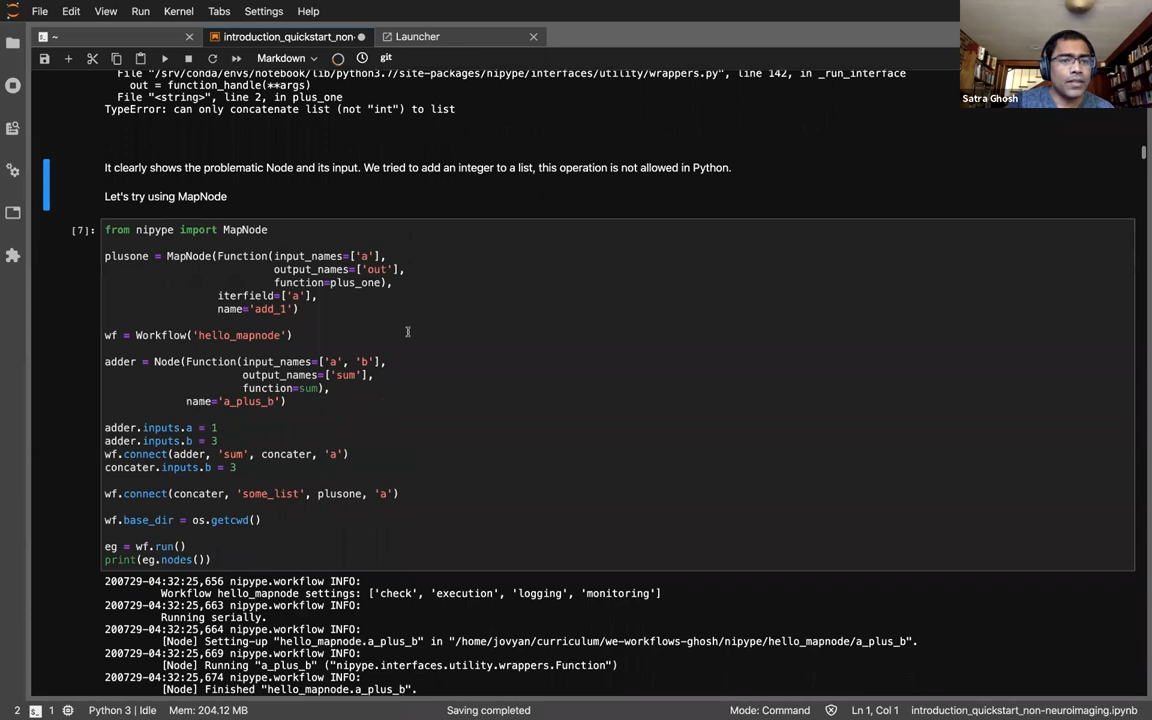 File Edit View Run Kernel Tabs Settings Help
~
introduction_quickstart_non-
Launcher
Markdown
git
File "/srv/conda/envs/notebook/lib/python3.7/site-packages/nipype/interfaces/utility/wrappers.py", line 142, in _run_interface
out = function_handle(**args)
File "<string>", line 2, in plus_one
TypeError: can only concatenate list (not "int") to list
Satra Ghosh
It clearly shows the problematic Node and its input. We tried to add an integer to a list, this operation is not allowed in Python.
Let's try using MapNode
[7]:
from nipype import MapNode
plusone = MapNode(Function(input_names=['a'],
output_names=['out'],
function=plus_one),
iterfield=['a'],
name='add_1')
wf = Workflow('hello_mapnode')
adder = Node(Function(input_names=['a', 'b'],
output_names=['sum'],
function=sum),
name='a_plus_b')
adder.inputs.a = 1
adder.inputs.b = 3
wf.connect(adder, 'sum', concater, 'a')
concater.inputs.b = 3
wf.connect(concater, 'some_list', plusone, 'a')
wf.base_dir = os.getcwd()
eg = wf.run()
print(eg.nodes())
200729-04:32:25,656 nipype.workflow INFO:
Workflow hello_mapnode settings: ['check', 'execution', 'logging', 'monitoring']
200729-04:32:25,663 nipype.workflow INFO:
Running serially.
200729-04:32:25,664 nipype.workflow INFO:
[Node] Setting-up "hello_mapnode.a_plus_b" in "/home/jovyan/curriculum/we-workflows-ghosh/nipype/hello_mapnode/a_plus_b".
200729-04:32:25,669 nipype.workflow INFO:
[Node] Running "a_plus_b" ("nipype.interfaces.utility.wrappers.Function")
200729-04:32:25,674 nipype.workflow INFO:
[Node] Finished "hello_mapnode.a_plus_b".
2 1 Python 3 | Idle Mem: 204.12 MB Saving completed Mode: Command Ln 1, Col 1 introduction_quickstart_non-neuroimaging.ipynb